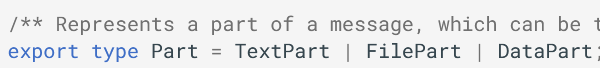 /** Represents a part of a message, which can be
export type Part = TextPart | FilePart | DataPart;